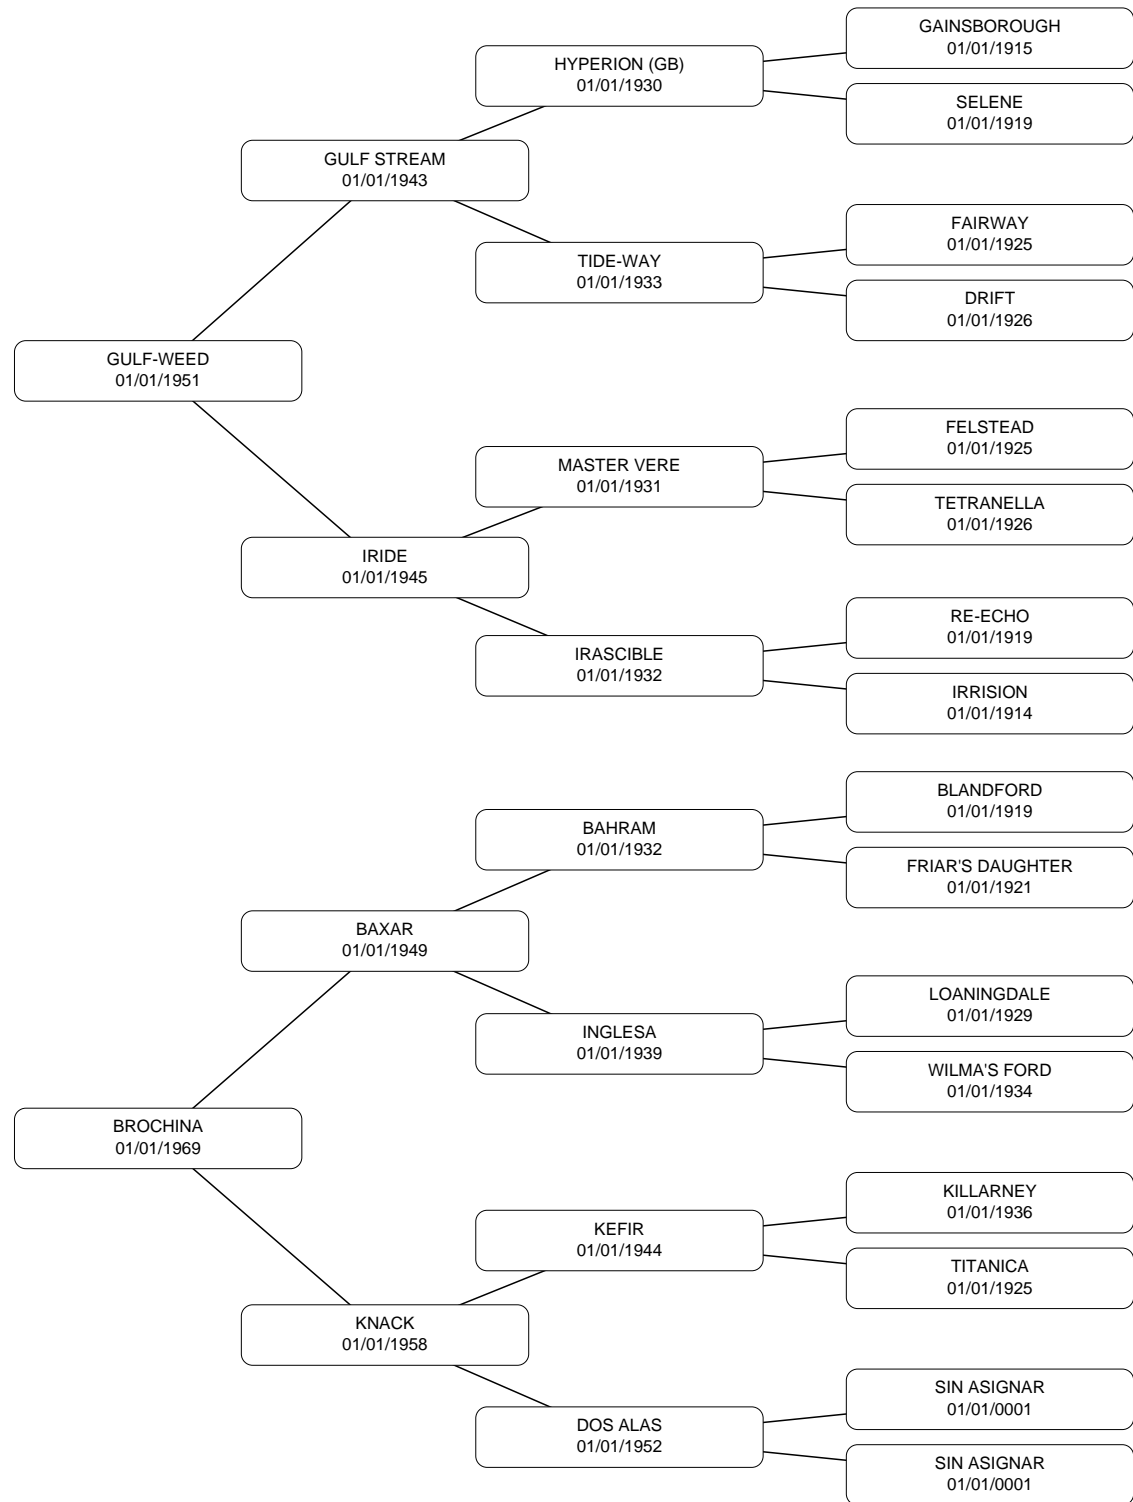 GAINSBOROUGH
01/01/1915
HYPERION (GB)
01/01/1930
SELENE
01/01/1919
GULF STREAM
01/01/1943
FAIRWAY
01/01/1925
TIDE-WAY
01/01/1933
DRIFT
01/01/1926
GULF-WEED
01/01/1951
FELSTEAD
01/01/1925
MASTER VERE
01/01/1931
TETRANELLA
01/01/1926
IRIDE
01/01/1945
RE-ECHO
01/01/1919
IRASCIBLE
01/01/1932
IRRISION
01/01/1914
BLANDFORD
01/01/1919
BAHRAM
01/01/1932
FRIAR'S DAUGHTER
01/01/1921
BAXAR
01/01/1949
LOANINGDALE
01/01/1929
INGLESA
01/01/1939
WILMA'S FORD
01/01/1934
BROCHINA
01/01/1969
KILLARNEY
01/01/1936
KEFIR
01/01/1944
TITANICA
01/01/1925
KNACK
01/01/1958
SIN ASIGNAR
01/01/0001
DOS ALAS
01/01/1952
SIN ASIGNAR
01/01/0001